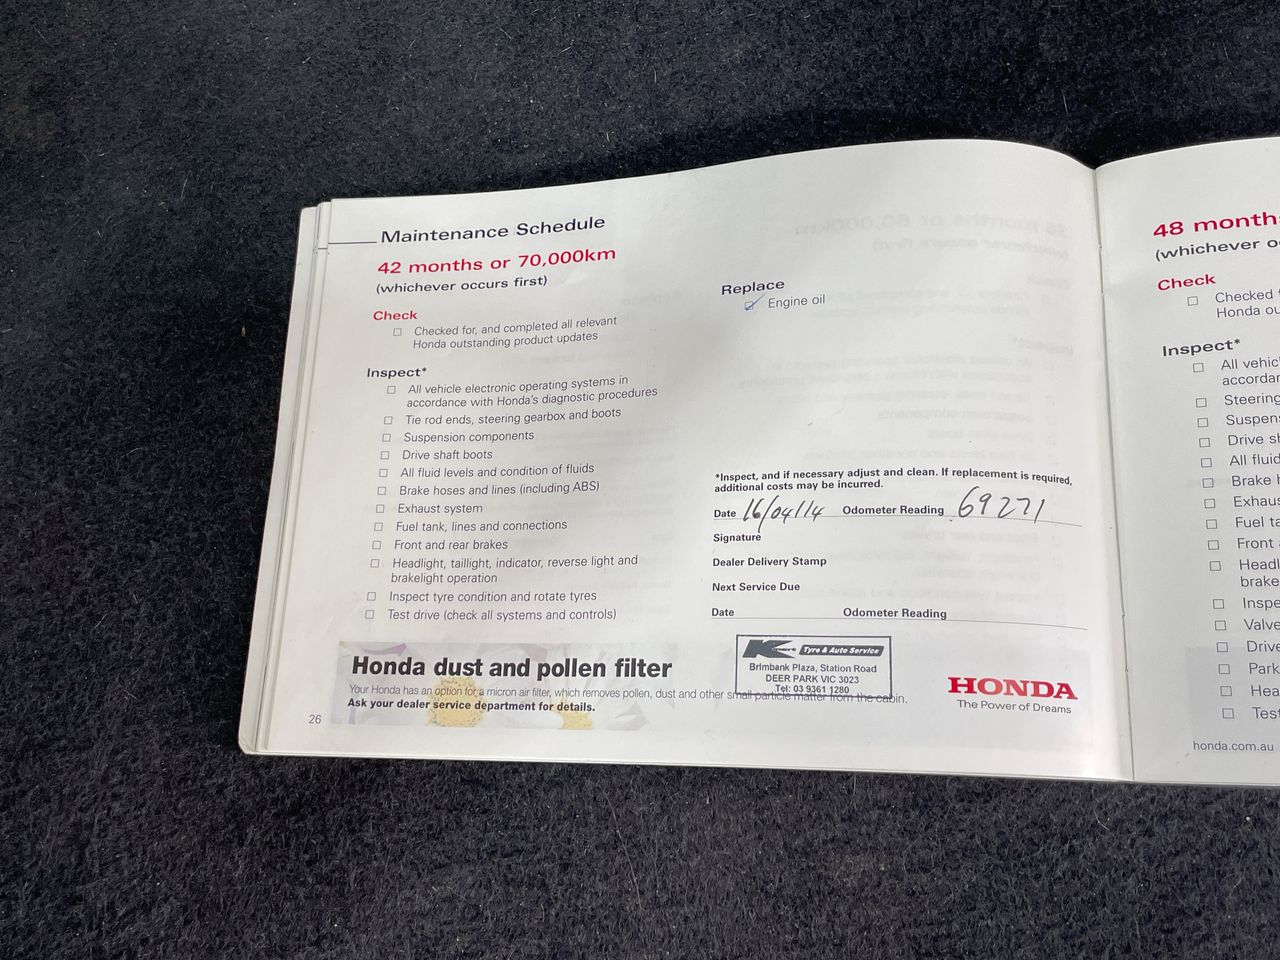 Maintenance Schedule
42 months or 70,000km
(whichever occurs first)
Check
Checked for, and completed all relevant
Honda outstanding product updates
Inspect*
All vehicle electronic operating systems in
accordance with Honda's diagnostic procedures
Tie rod ends, steering gearbox and boots
Suspension components
Drive shaft boots
All fluid levels and condition of fluids
Brake hoses and lines (including ABS)
Exhaust system
Fuel tank, lines and connections
Front and rear brakes
Headlight, taillight, indicator, reverse light and
brakelight operation
Inspect tyre condition and rotate tyres
Test drive (check all systems and controls)
Replace
Engine oil
*Inspect, and if necessary adjust and clean. If replacement is required,
additional costs may be incurred.
Date 16/04/14 Odometer Reading 69271
Signature
Dealer Delivery Stamp
Next Service Due
Date Odometer Reading
Kmart Tyre & Auto Service
Brimbank Plaza, Station Road
DEER PARK VIC 3023
Tel: 03 9361 1280
Honda dust and pollen filter
Your Honda has an option for a micron air filter, which removes pollen, dust and other small particle matter from the cabin.
Ask your dealer service department for details.
HONDA
The Power of Dreams
26
48 months
(whichever o
Check
Checked f
Honda ou
Inspect*
All vehic
accordar
Steering
Suspens
Drive sh
All fluid
Brake h
Exhaus
Fuel ta
Front a
Headl
brake
Inspe
Valve
Drive
Park
Hea
Test
honda.com.au